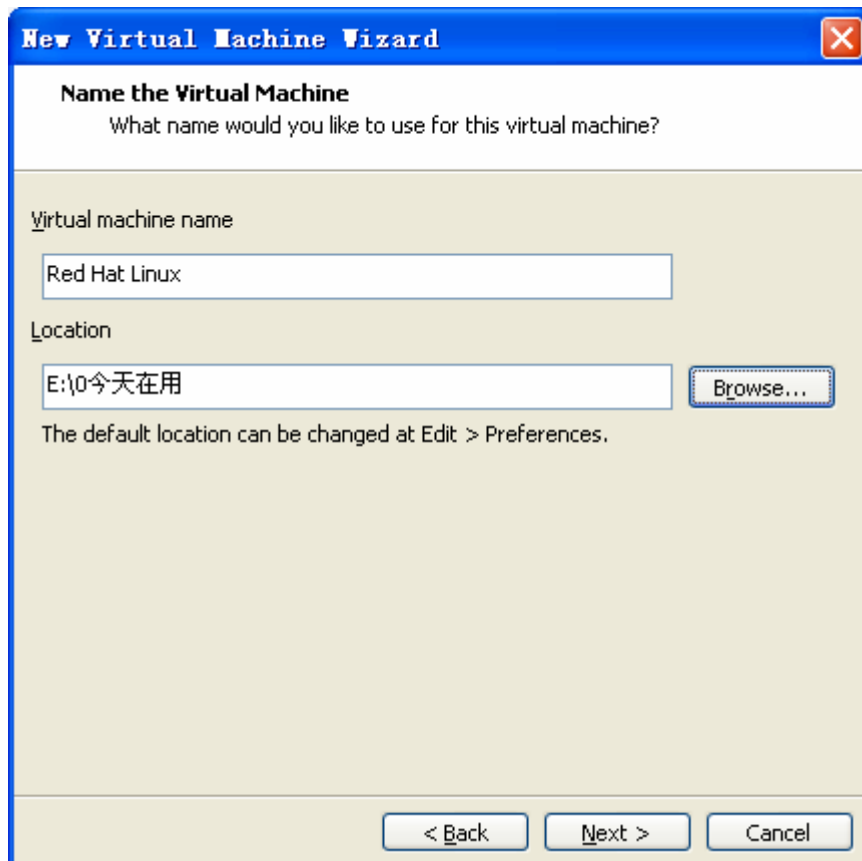 New Virtual Machine Wizard
Name the Virtual Machine
What name would you like to use for this virtual machine?
Virtual machine name
Red Hat Linux
Location
E:\0今天在用
Browse...
The default location can be changed at Edit > Preferences.
< Back
Next >
Cancel